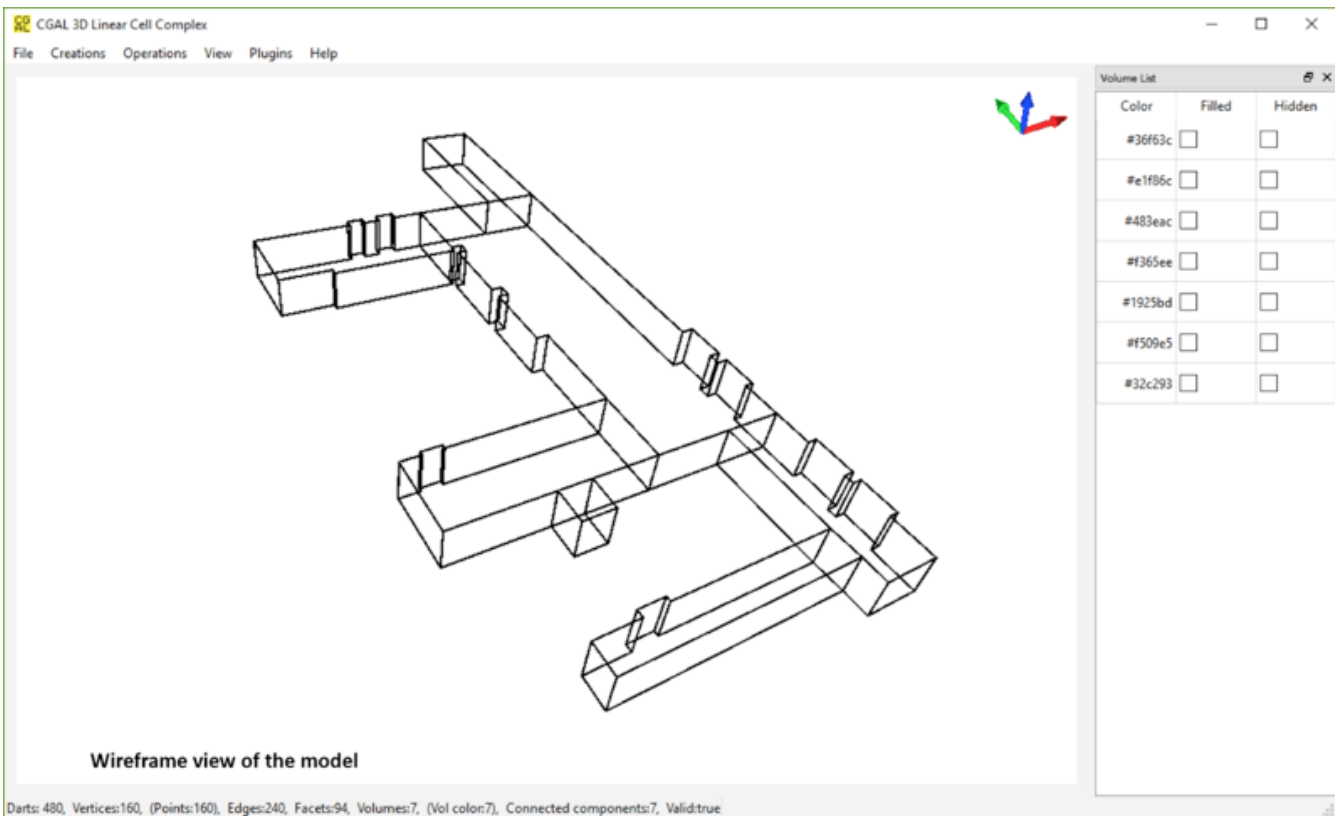 CGAL 3D Linear Cell Complex
File Creations Operations View Plugins Help
Volume List
Color Filled Hidden
#36f63c
#e1f86c
#483eac
#f365ee
#1925bd
#f509e5
#32c293
Wireframe view of the model
Darts: 480, Vertices:160, (Points:160), Edges:240, Facets:94, Volumes:7, (Vol color:7), Connected components:7, Valid:true